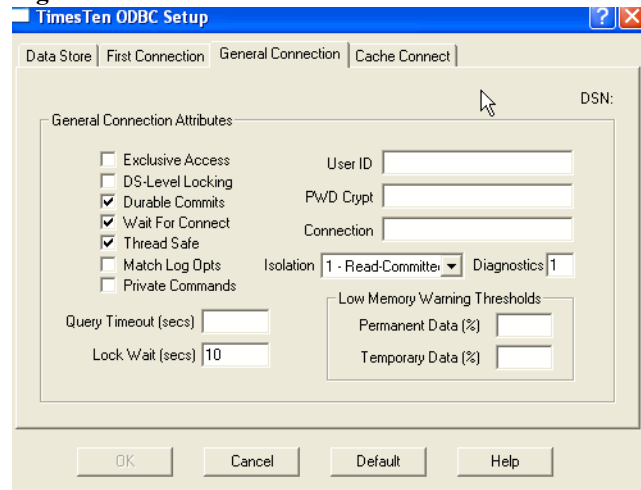 TimesTen ODBC Setup
Data Store First Connection General Connection Cache Connect
DSN:
General Connection Attributes
Exclusive Access
DS-Level Locking
Durable Commits
Wait For Connect
Thread Safe
Match Log Opts
Private Commands
User ID
PWD Crypt
Connection
Isolation 1 - Read-Committe Diagnostics 1
Query Timeout (secs)
Lock Wait (secs) 10
Low Memory Warning Thresholds
Permanent Data (%)
Temporary Data (%)
OK Cancel Default Help